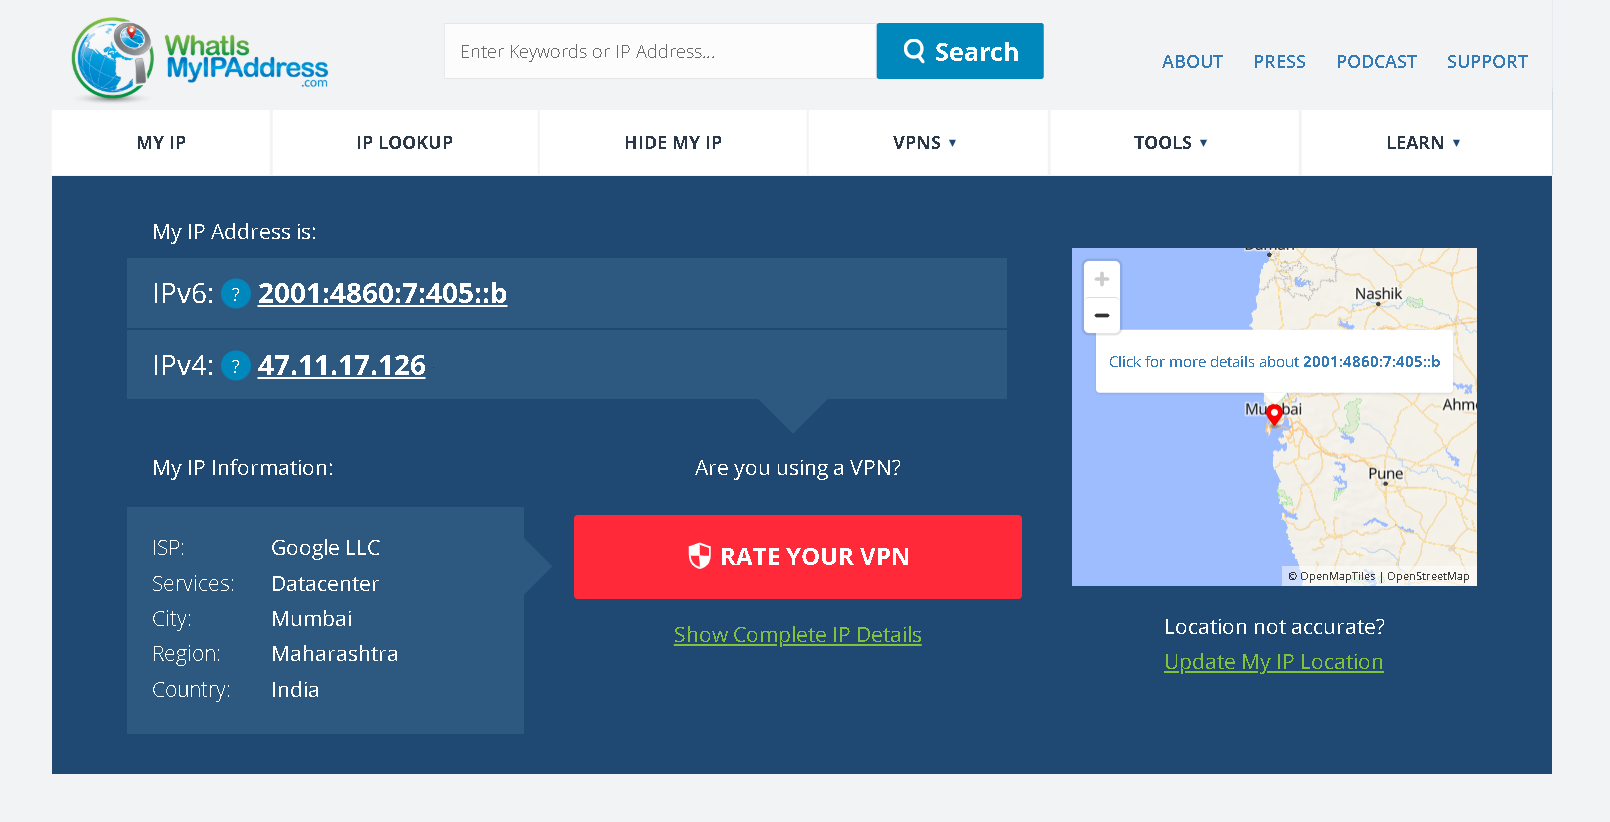 WhatIs
MyIPAddress
.com
Enter Keywords or IP Address...
Search
ABOUT
PRESS
PODCAST
SUPPORT
MY IP
IP LOOKUP
HIDE MY IP
VPNS ▾
TOOLS ▾
LEARN ▾
My IP Address is:
IPv6: ? 2001:4860:7:405::b
IPv4: ? 47.11.17.126
My IP Information:
ISP: Google LLC
Services: Datacenter
City: Mumbai
Region: Maharashtra
Country: India
Are you using a VPN?
RATE YOUR VPN
Show Complete IP Details
Nashik
Click for more details about 2001:4860:7:405::b
Pune
© OpenMapTiles | OpenStreetMap
Location not accurate?
Update My IP Location